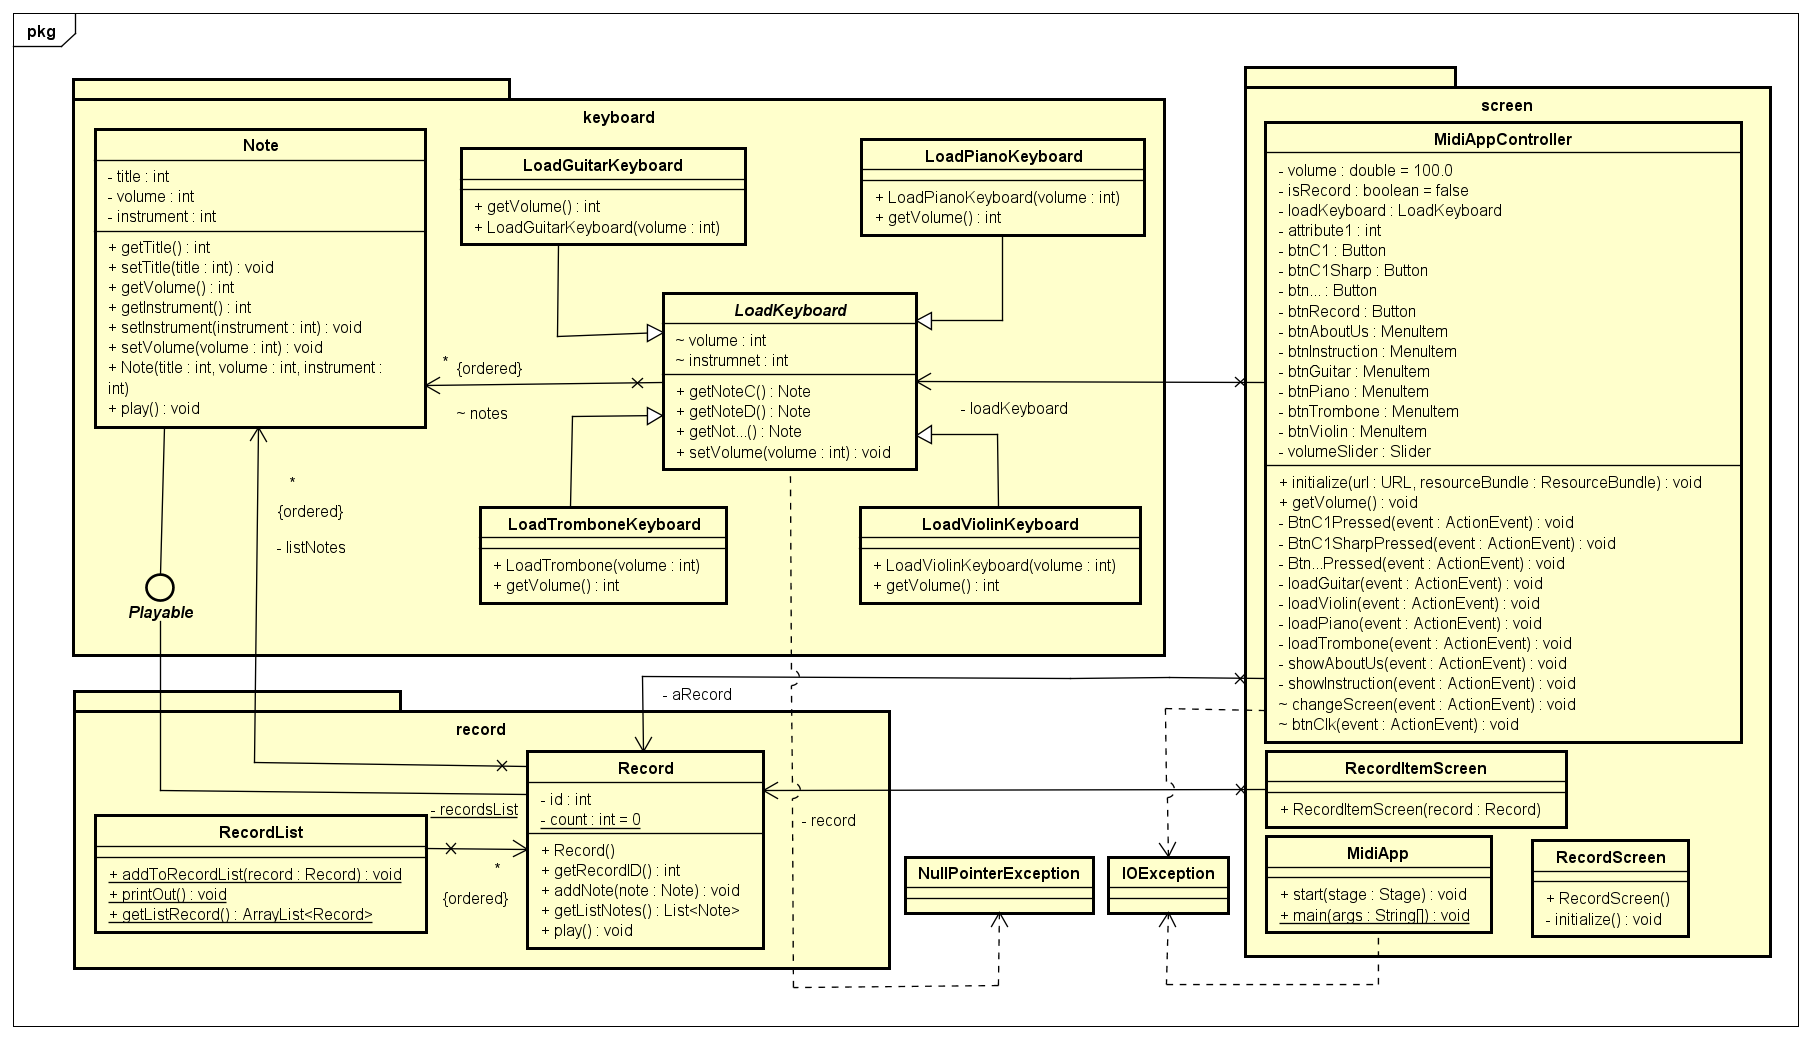 pkg
keyboard
Note
- title : int
- volume : int
- instrument : int
+ getTitle() : int
+ setTitle(title : int) : void
+ getVolume() : int
+ getInstrument() : int
+ setInstrument(instrument : int) : void
+ setVolume(volume : int) : void
+ Note(title : int, volume : int, instrument :
int)
+ play() : void
LoadGuitarKeyboard
+ getVolume() : int
+ LoadGuitarKeyboard(volume : int)
LoadPianoKeyboard
+ LoadPianoKeyboard(volume : int)
+ getVolume() : int
LoadKeyboard
~ volume : int
~ instrumnet : int
+ getNoteC() : Note
+ getNoteD() : Note
+ getNot...() : Note
+ setVolume(volume : int) : void
*
{ordered}
~ notes
- loadKeyboard
*
{ordered}
- listNotes
LoadTromboneKeyboard
+ LoadTrombone(volume : int)
+ getVolume() : int
LoadViolinKeyboard
+ LoadViolinKeyboard(volume : int)
+ getVolume() : int
Playable
screen
MidiAppController
- volume : double = 100.0
- isRecord : boolean = false
- loadKeyboard : LoadKeyboard
- attribute1 : int
- btnC1 : Button
- btnC1Sharp : Button
- btn... : Button
- btnRecord : Button
- btnAboutUs : MenuItem
- btnInstruction : MenuItem
- btnGuitar : MenuItem
- btnPiano : MenuItem
- btnTrombone : MenuItem
- btnViolin : MenuItem
- volumeSlider : Slider
+ initialize(url : URL, resourceBundle : ResourceBundle) : void
+ getVolume() : void
- BtnC1Pressed(event : ActionEvent) : void
- BtnC1SharpPressed(event : ActionEvent) : void
- Btn...Pressed(event : ActionEvent) : void
- loadGuitar(event : ActionEvent) : void
- loadViolin(event : ActionEvent) : void
- loadPiano(event : ActionEvent) : void
- loadTrombone(event : ActionEvent) : void
- showAboutUs(event : ActionEvent) : void
- showInstruction(event : ActionEvent) : void
~ changeScreen(event : ActionEvent) : void
~ btnClk(event : ActionEvent) : void
- aRecord
record
Record
- id : int
- count : int = 0
+ Record()
+ getRecordID() : int
+ addNote(note : Note) : void
+ getListNotes() : List<Note>
+ play() : void
- recordsList
*
{ordered}
RecordList
+ addToRecordList(record : Record) : void
+ printOut() : void
+ getListRecord() : ArrayList<Record>
- record
NullPointerException
IOException
RecordItemScreen
+ RecordItemScreen(record : Record)
MidiApp
+ start(stage : Stage) : void
+ main(args : String[]) : void
RecordScreen
+ RecordScreen()
- initialize() : void